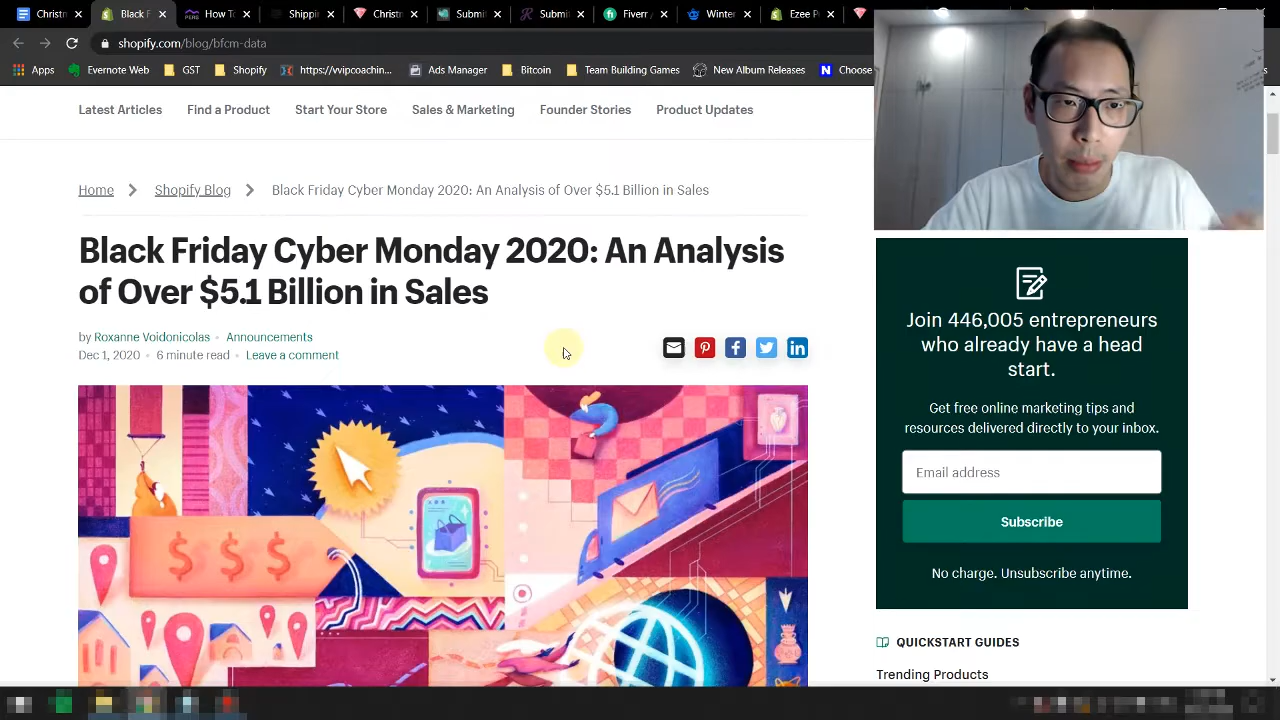 Christ
Black F
How To
Shippin
Christm
Submi
Submi
Fiverr
Winter
Ezee P
shopify.com/blog/bfcm-data
Apps
Evernote Web
GST
Shopify
https://vvipcoachin...
Ads Manager
Bitcoin
Team Building Games
New Album Releases
Choose
Latest Articles
Find a Product
Start Your Store
Sales & Marketing
Founder Stories
Product Updates
Home
Shopify Blog
Black Friday Cyber Monday 2020: An Analysis of Over $5.1 Billion in Sales
Black Friday Cyber Monday 2020: An Analysis
of Over $5.1 Billion in Sales
by Roxanne Voidonicolas • Announcements
Dec 1, 2020 • 6 minute read • Leave a comment
$ $ $
Join 446,005 entrepreneurs
who already have a head
start.
Get free online marketing tips and
resources delivered directly to your inbox.
Email address
Subscribe
No charge. Unsubscribe anytime.
QUICKSTART GUIDES
Trending Products